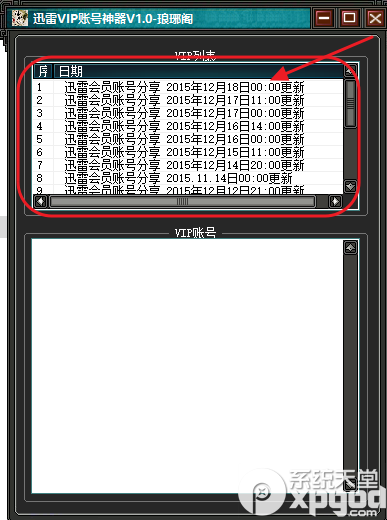 迅雷VIP账号神器V1.0-琅琊阁
VIP列表
日期
1 迅雷会员账号分享 2015年12月18日00:00更新
2 迅雷会员账号分享 2015年12月17日11:00更新
3 迅雷会员账号分享 2015年12月17日00:00更新
4 迅雷会员账号分享 2015年12月16日14:00更新
5 迅雷会员账号分享 2015年12月16日00:00更新
6 迅雷会员账号分享 2015年12月15日11:00更新
7 迅雷会员账号分享 2015年12月14日20:00更新
8 迅雷会员账号分享 2015.11.14日00:00更新
9 迅雷会员账号分享 2015年12月12日21:00更新
VIP账号
系统天堂
xpgod
.com